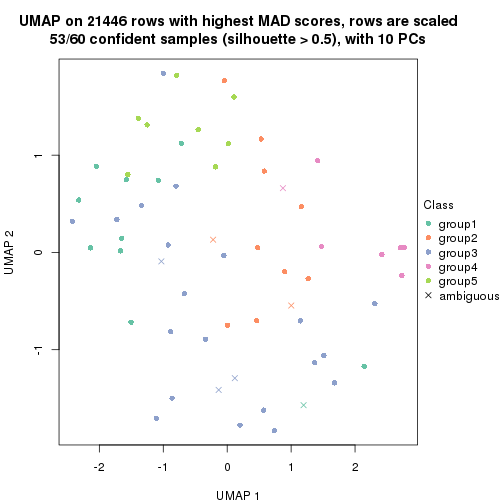 UMAP on 21446 rows with highest MAD scores, rows are scaled
53/60 confident samples (silhouette > 0.5), with 10 PCs
UMAP 2
1
0
-1
-2
-1
0
1
2
UMAP 1
Class
group1
group2
group3
group4
group5
ambiguous